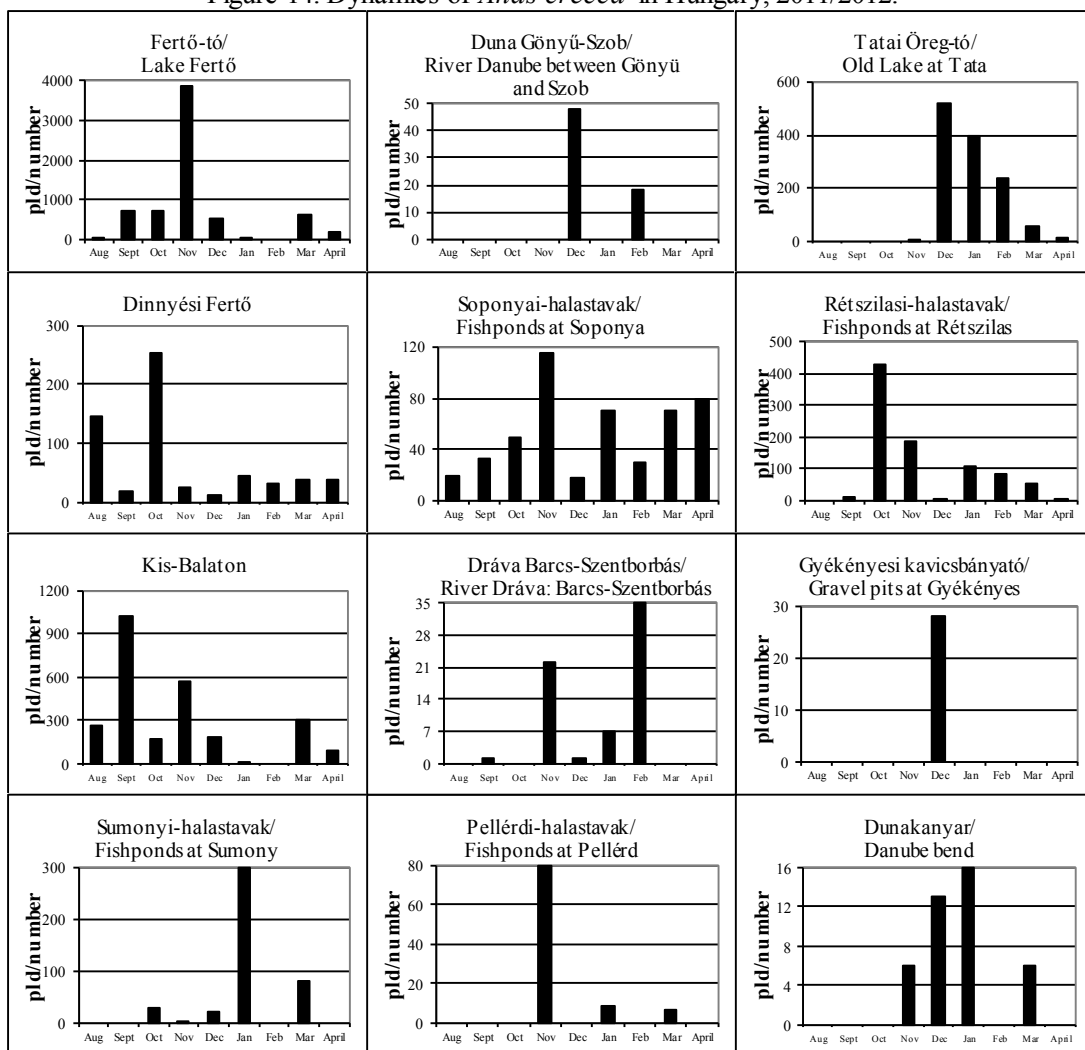 Figure 14. Dynamics of Anas crecca in Hungary, 2011/2012.
Fertő-tó/
Lake Fertő
pld/number
4000
3000
2000
1000
0
Aug Sept Oct Nov Dec Jan Feb Mar April
Duna Gönyű-Szob/
River Danube between Gönyü
and Szob
pld/number
50
40
30
20
10
0
Aug Sept Oct Nov Dec Jan Feb Mar April
Tatai Öreg-tó/
Old Lake at Tata
pld/number
600
400
200
0
Aug Sept Oct Nov Dec Jan Feb Mar April
Dinnyési Fertő
pld/number
300
200
100
0
Aug Sept Oct Nov Dec Jan Feb Mar April
Soponyai-halastavak/
Fishponds at Soponya
pld/number
120
80
40
0
Aug Sept Oct Nov Dec Jan Feb Mar April
Rétszilasi-halastavak/
Fishponds at Rétszilas
pld/number
500
400
300
200
100
0
Aug Sept Oct Nov Dec Jan Feb Mar April
Kis-Balaton
pld/number
1200
900
600
300
0
Aug Sept Oct Nov Dec Jan Feb Mar April
Dráva Barcs-Szentborbás/
River Dráva: Barcs-Szentborbás
pld/number
35
28
21
14
7
0
Aug Sept Oct Nov Dec Jan Feb Mar April
Gyékényesi kavicsbányató/
Gravel pits at Gyékényes
pld/number
30
20
10
0
Aug Sept Oct Nov Dec Jan Feb Mar April
Sumonyi-halastavak/
Fishponds at Sumony
pld/number
300
200
100
0
Aug Sept Oct Nov Dec Jan Feb Mar April
Pellérdi-halastavak/
Fishponds at Pellérd
pld/number
80
60
40
20
0
Aug Sept Oct Nov Dec Jan Feb Mar April
Dunakanyar/
Danube bend
pld/number
16
12
8
4
0
Aug Sept Oct Nov Dec Jan Feb Mar April